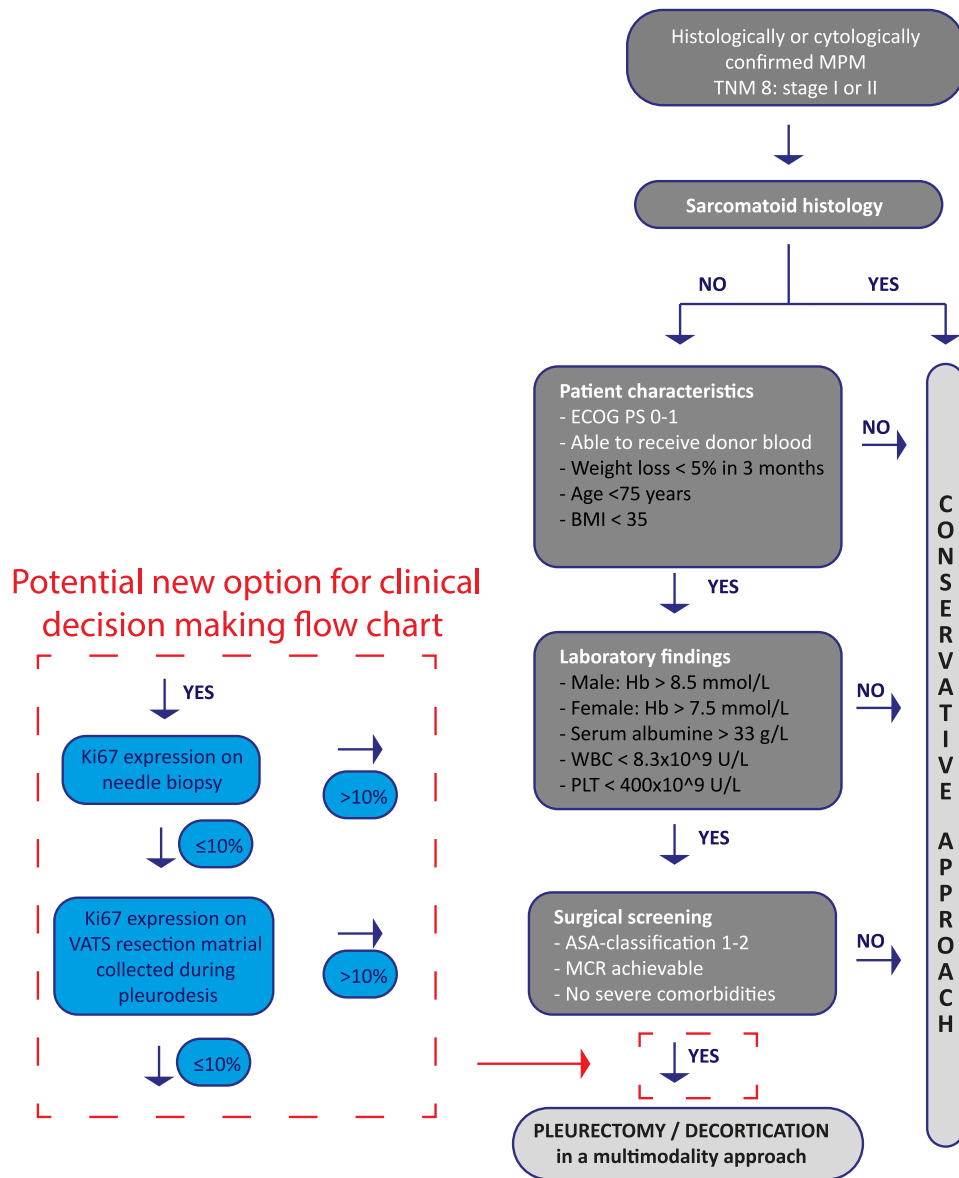 Histologically or cytologically
confirmed MPM
TNM 8: stage I or II
Sarcomatoid histology
NO
YES
Patient characteristics
- ECOG PS 0-1
- Able to receive donor blood
- Weight loss < 5% in 3 months
- Age <75 years
- BMI < 35
NO
YES
Laboratory findings
- Male: Hb > 8.5 mmol/L
- Female: Hb > 7.5 mmol/L
- Serum albumine > 33 g/L
- WBC < 8.3x10^9 U/L
- PLT < 400x10^9 U/L
NO
YES
Surgical screening
- ASA-classification 1-2
- MCR achievable
- No severe comorbidities
NO
YES
PLEURECTOMY / DECORTICATION
in a multimodality approach
CONSERVATIVE APPROACH
Potential new option for clinical
decision making flow chart
YES
Ki67 expression on
needle biopsy
>10%
≤10%
Ki67 expression on
VATS resection matrial
collected during
pleurodesis
>10%
≤10%